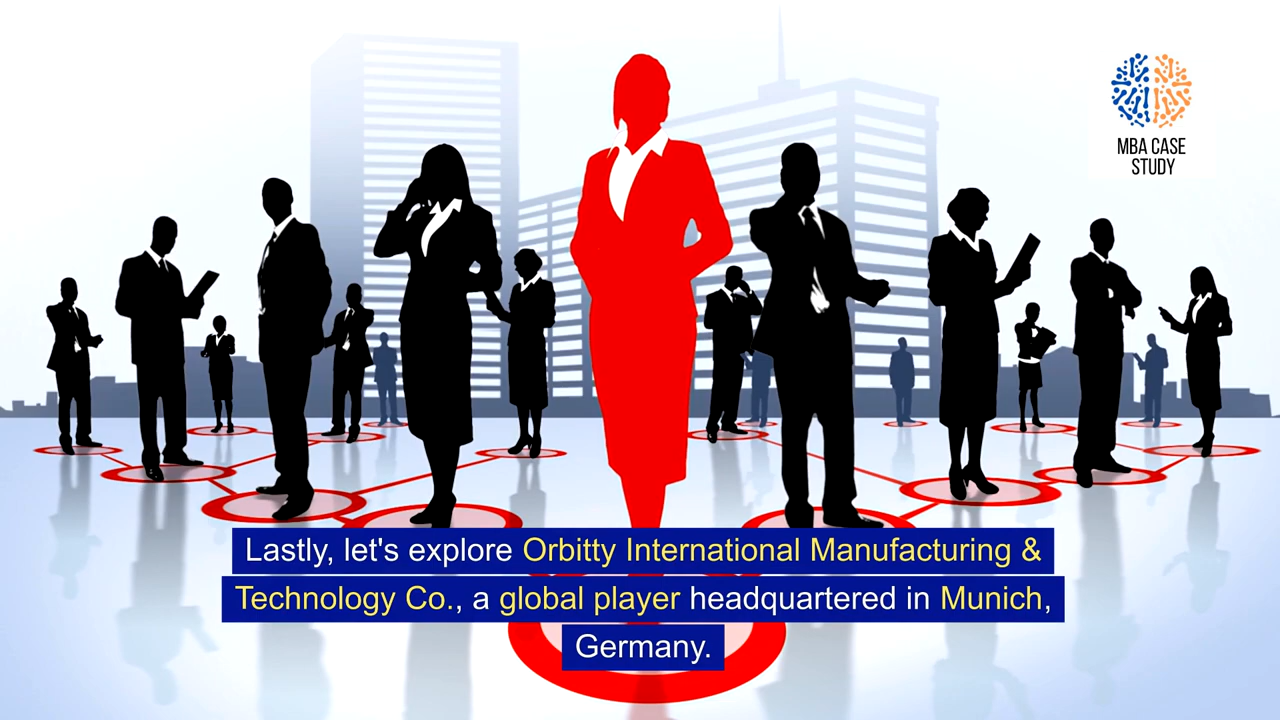 MBA CASE
STUDY
Lastly, let's explore Orbitty International Manufacturing &
Technology Co., a global player headquartered in Munich,
Germany.